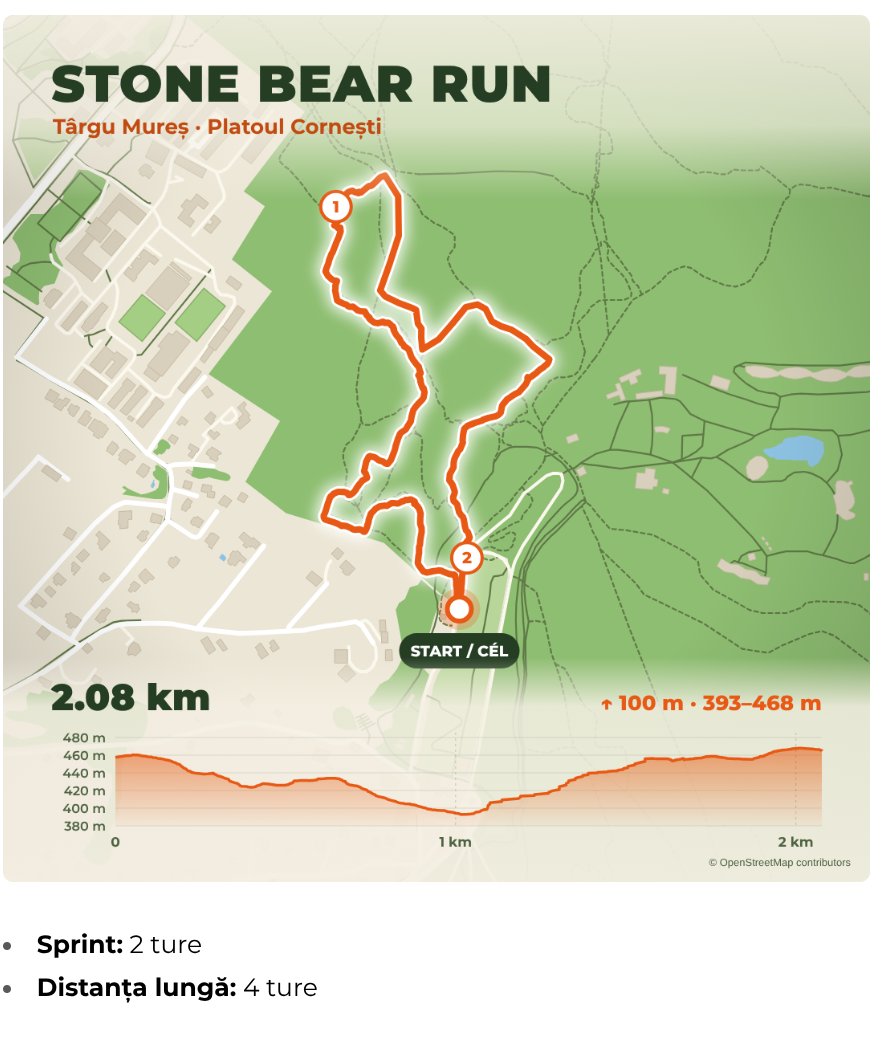 STONE BEAR RUN
Târgu Mureș · Platoul Cornești
1
2
START / CÉL
2.08 km
↑ 100 m · 393–468 m
480 m
460 m
440 m
420 m
400 m
380 m
0
1 km
2 km
© OpenStreetMap contributors
• Sprint: 2 ture
• Distanța lungă: 4 ture